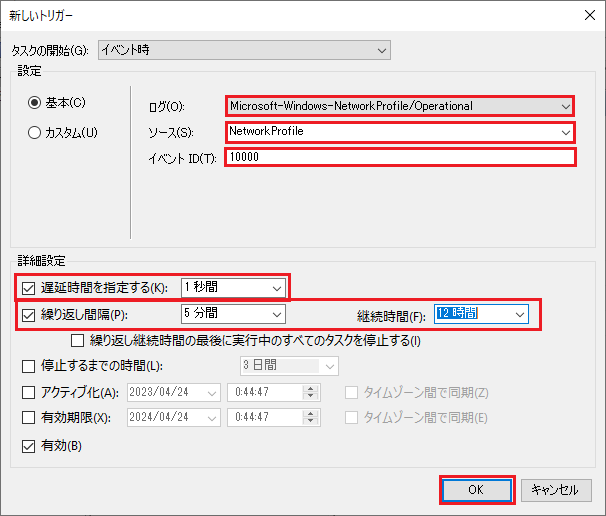 新しいトリガー
タスクの開始(G): イベント時
設定
基本(C)
カスタム(U)
ログ(O): Microsoft-Windows-NetworkProfile/Operational
ソース(S): NetworkProfile
イベント ID(T): 10000
詳細設定
遅延時間を指定する(K): 1 秒間
繰り返し間隔(P): 5 分間 継続時間(F): 12 時間
繰り返し継続時間の最後に実行中のすべてのタスクを停止する(I)
停止するまでの時間(L): 3 日間
アクティブ化(A): 2023/04/24 0:44:47 タイムゾーン間で同期(Z)
有効期限(X): 2024/04/24 0:44:47 タイムゾーン間で同期(E)
有効(B)
OK キャンセル